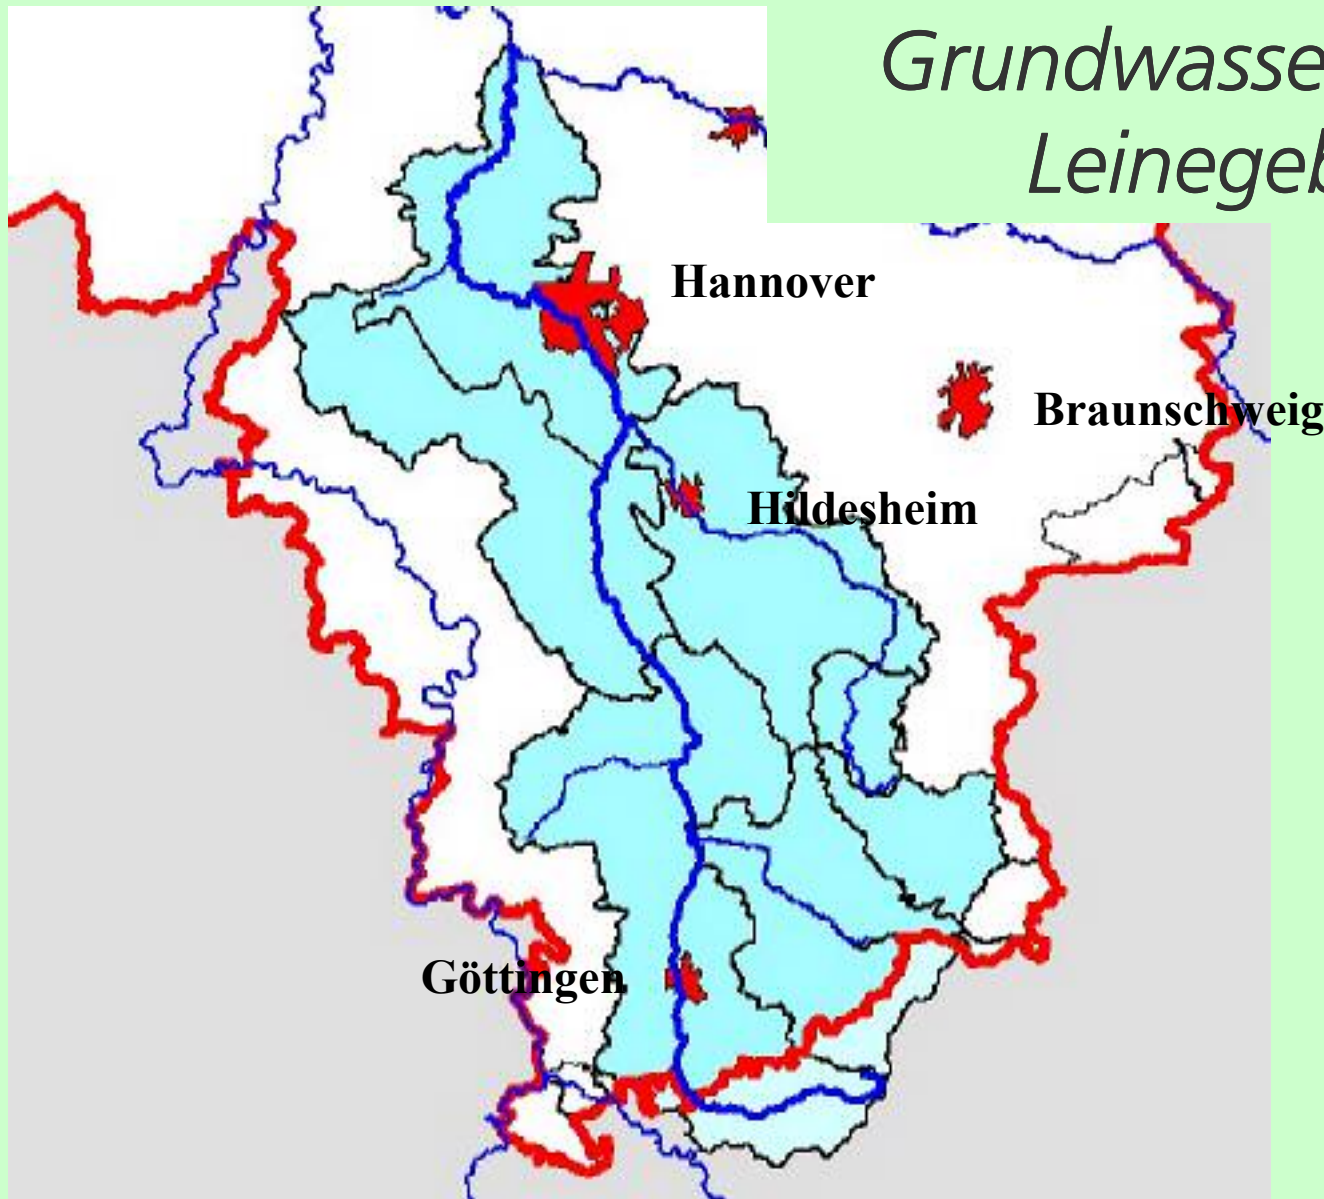 Grundwasse
Leinegeb
Hannover
Braunschweig
Hildesheim
Göttingen